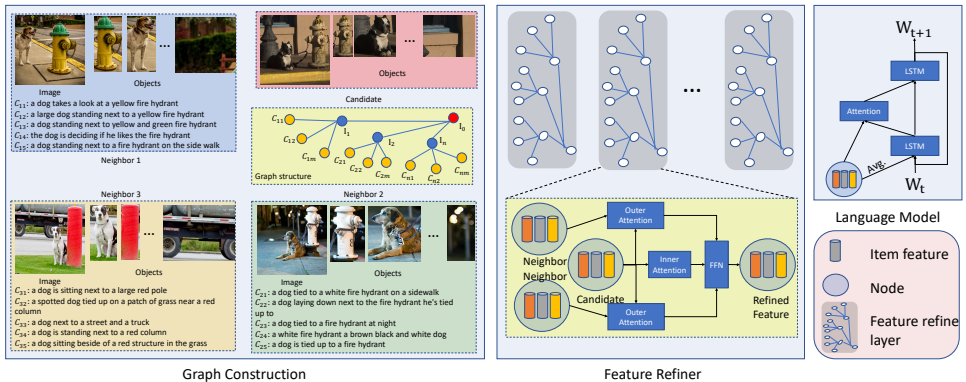 Image
Objects
C11: a dog takes a look at a yellow fire hydrant
C12: a large dog standing next to a yellow fire hydrant
C13: a dog standing next to yellow and green fire hydrant
C14: the dog is deciding if he likes the fire hydrant
C15: a dog standing next to a fire hydrant on the side walk
Neighbor 1
Objects
Candidate
C11
I1
I0
C12
I2
In
C1m
C21
C22
C2m
Cn1
Cn2
Cnm
Graph structure
Neighbor 3
Image
Objects
C31: a dog is sitting next to a large red pole
C32: a spotted dog tied up on a patch of grass near a red
column
C33: a dog next to a street and a truck
C34: a dog is standing next to a red column
C35: a dog sitting beside of a red structure in the grass
Neighbor 2
Image
Objects
C21: a dog tied to a white fire hydrant on a sidewalk
C22: a dog laying down next to the fire hydrant he's tied
up to
C23: a dog tied to a fire hydrant at night
C24: a white fire hydrant a brown black and white dog
C25: a dog is tied up to a fire hydrant
Graph Construction
...
Outer
Attention
Neighbor
Neighbor
Inner
Attention
FFN
Candidate
Outer
Attention
Refined
Feature
Feature Refiner
Wt+1
LSTM
Attention
LSTM
Avg.
Wt
Language Model
Item feature
Node
Feature refine
layer